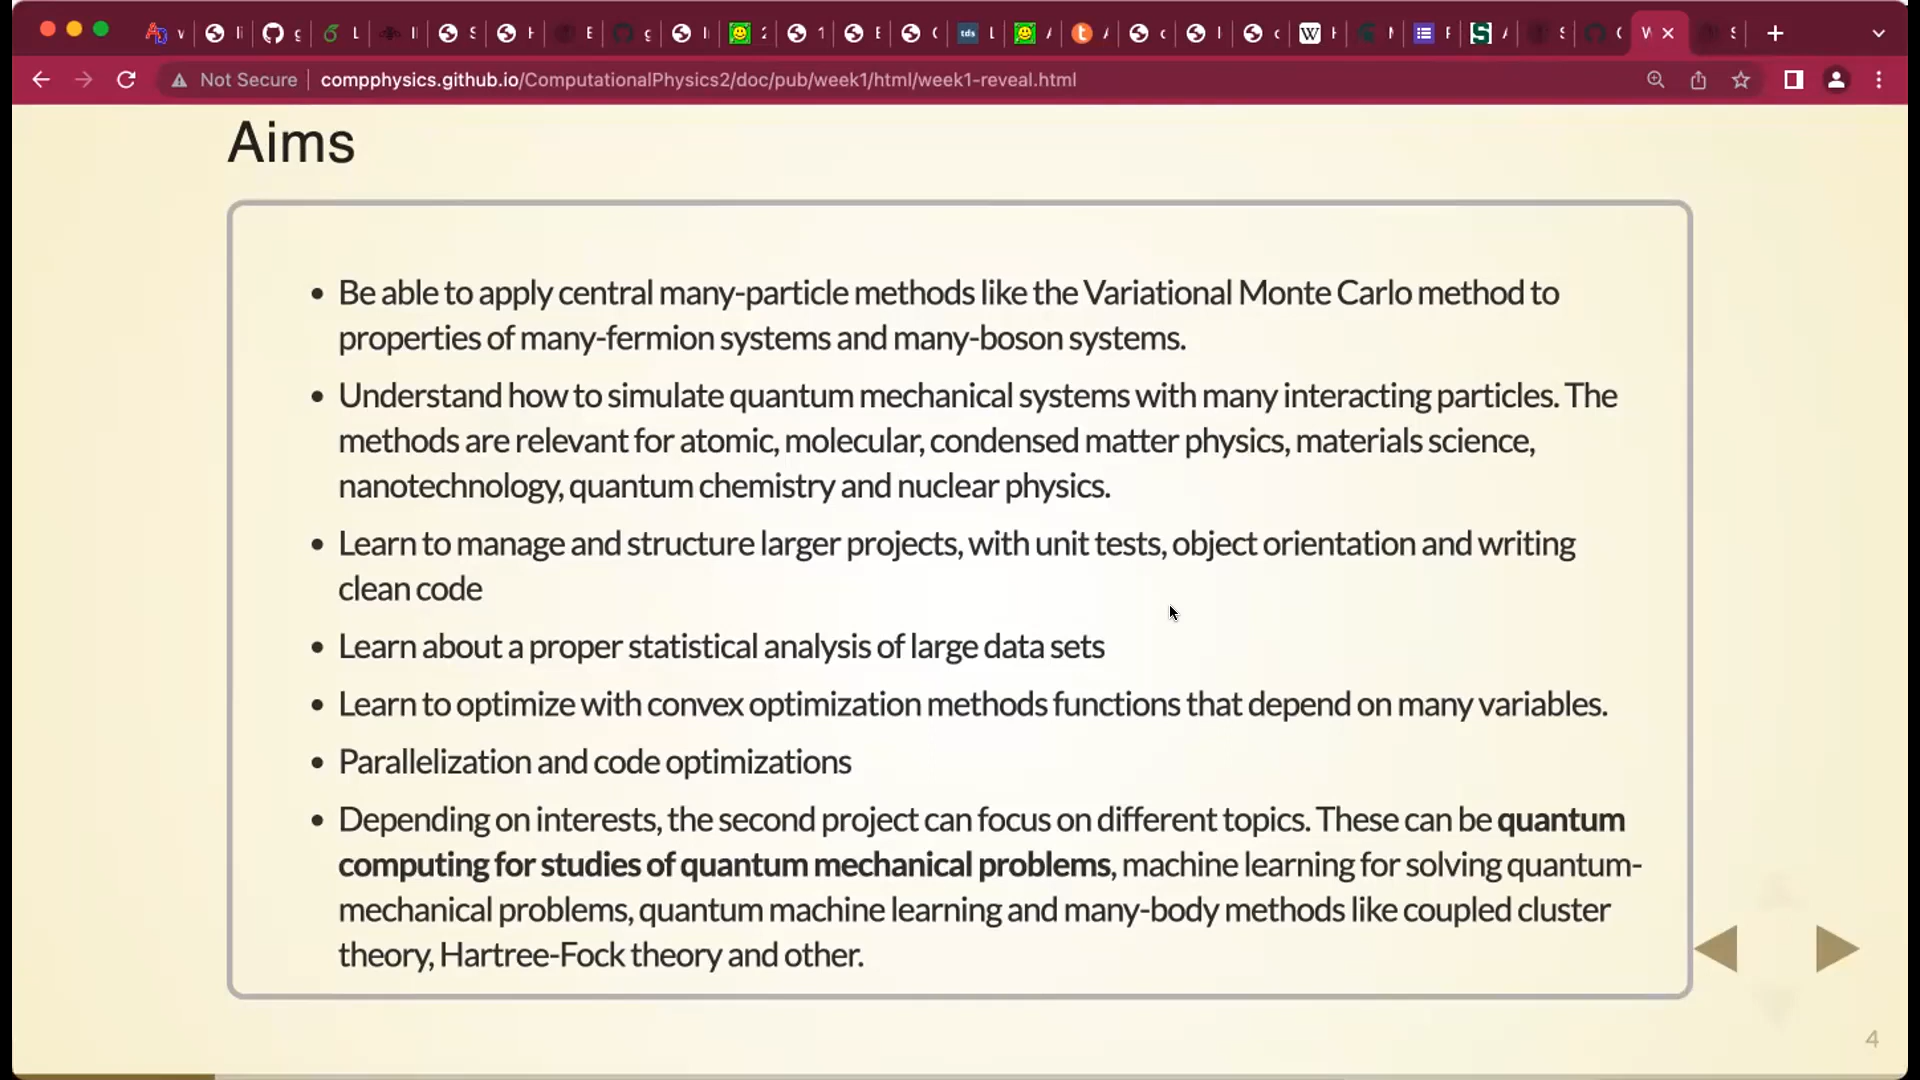 Not Secure
compphysics.github.io/ComputationalPhysics2/doc/pub/week1/html/week1-reveal.html
Aims
• Be able to apply central many-particle methods like the Variational Monte Carlo method to
properties of many-fermion systems and many-boson systems.
• Understand how to simulate quantum mechanical systems with many interacting particles. The
methods are relevant for atomic, molecular, condensed matter physics, materials science,
nanotechnology, quantum chemistry and nuclear physics.
• Learn to manage and structure larger projects, with unit tests, object orientation and writing
clean code
• Learn about a proper statistical analysis of large data sets
• Learn to optimize with convex optimization methods functions that depend on many variables.
• Parallelization and code optimizations
• Depending on interests, the second project can focus on different topics. These can be quantum
computing for studies of quantum mechanical problems, machine learning for solving quantum-
mechanical problems, quantum machine learning and many-body methods like coupled cluster
theory, Hartree-Fock theory and other.
4